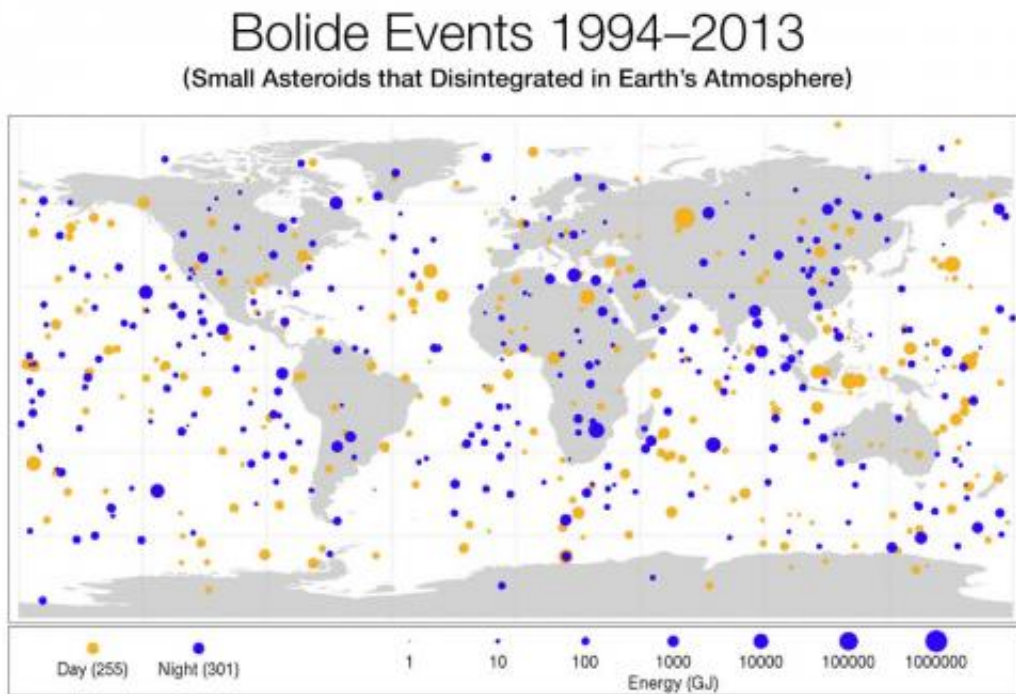 Bolide Events 1994–2013
(Small Asteroids that Disintegrated in Earth's Atmosphere)
Day (255) Night (301) 1 10 100 1000 10000 100000 1000000
Energy (GJ)